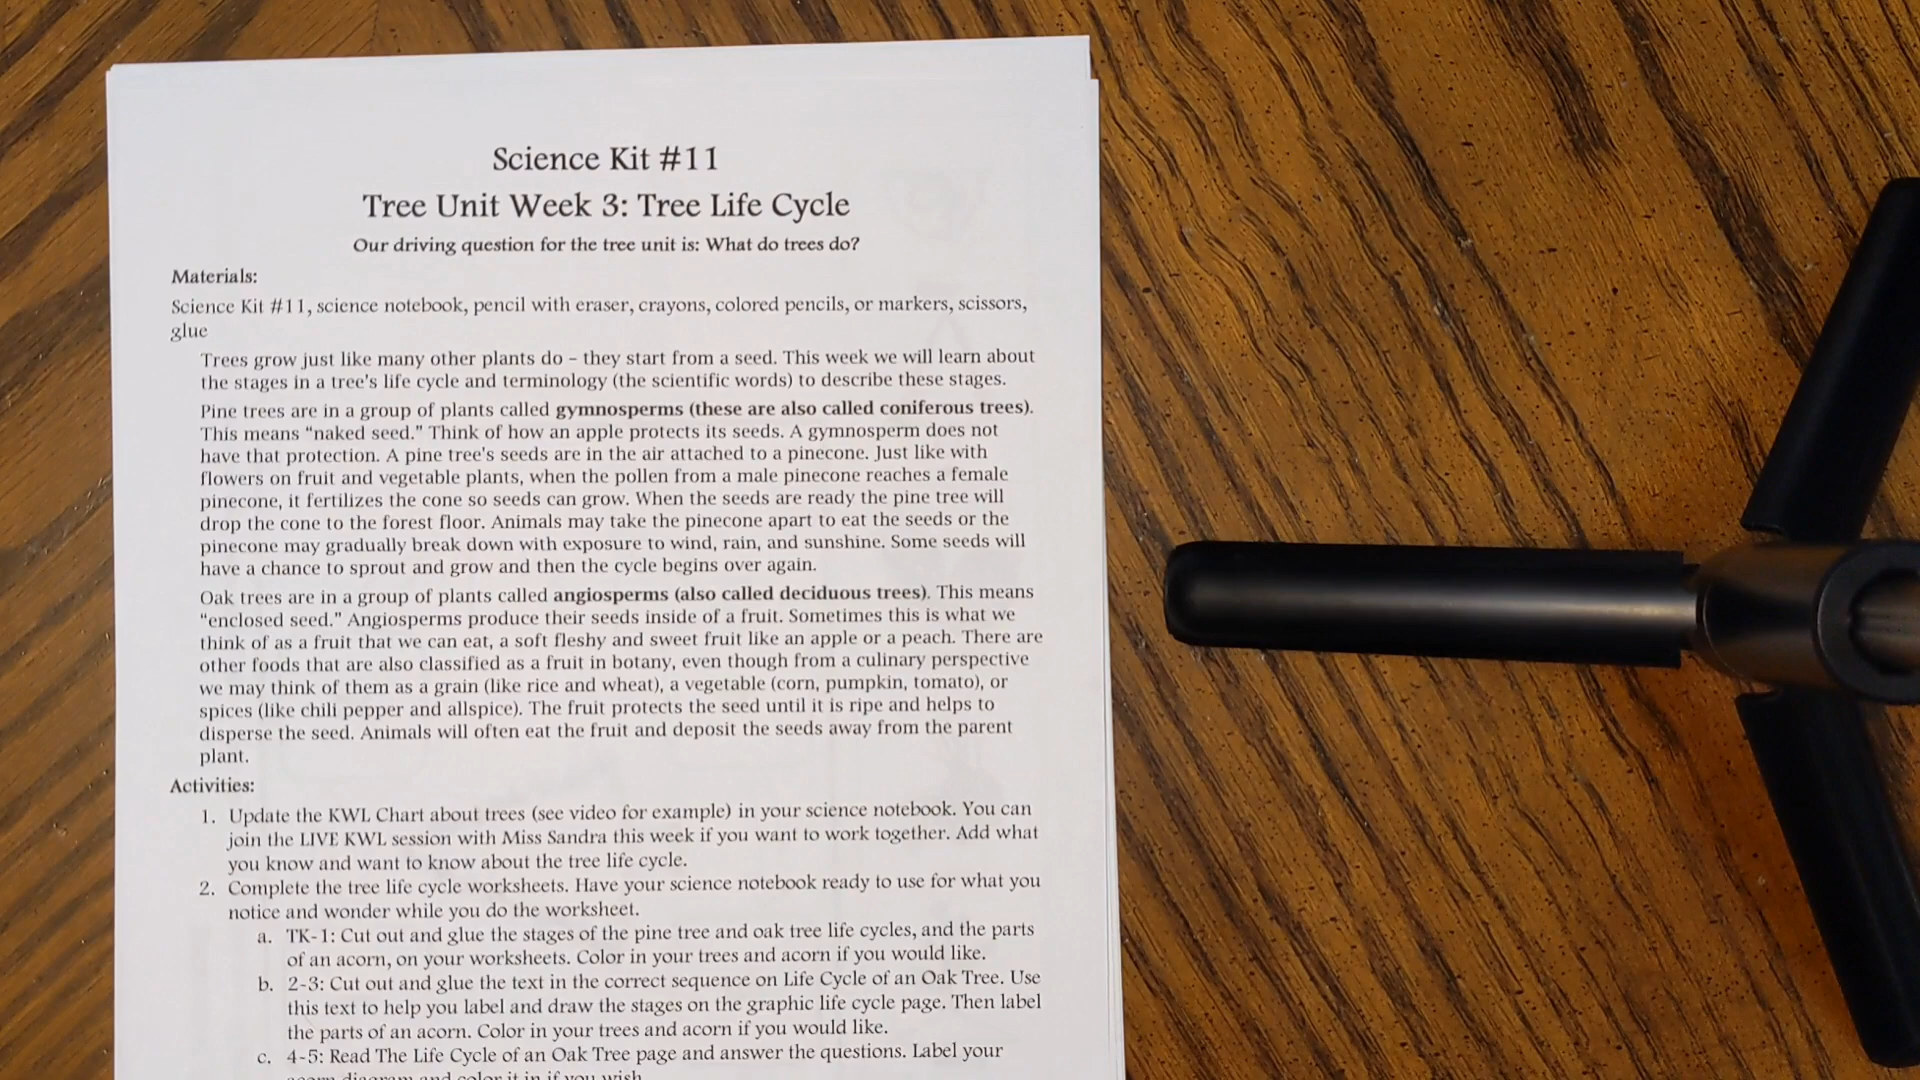 Science Kit #11
Tree Unit Week 3: Tree Life Cycle
Our driving question for the tree unit is: What do trees do?
Materials:
Science Kit #11, science notebook, pencil with eraser, crayons, colored pencils, or markers, scissors,
glue
Trees grow just like many other plants do – they start from a seed. This week we will learn about
the stages in a tree's life cycle and terminology (the scientific words) to describe these stages.
Pine trees are in a group of plants called gymnosperms (these are also called coniferous trees).
This means “naked seed.” Think of how an apple protects its seeds. A gymnosperm does not
have that protection. A pine tree's seeds are in the air attached to a pinecone. Just like with
flowers on fruit and vegetable plants, when the pollen from a male pinecone reaches a female
pinecone, it fertilizes the cone so seeds can grow. When the seeds are ready the pine tree will
drop the cone to the forest floor. Animals may take the pinecone apart to eat the seeds or the
pinecone may gradually break down with exposure to wind, rain, and sunshine. Some seeds will
have a chance to sprout and grow and then the cycle begins over again.
Oak trees are in a group of plants called angiosperms (also called deciduous trees). This means
“enclosed seed.” Angiosperms produce their seeds inside of a fruit. Sometimes this is what we
think of as a fruit that we can eat, a soft fleshy and sweet fruit like an apple or a peach. There are
other foods that are also classified as a fruit in botany, even though from a culinary perspective
we may think of them as a grain (like rice and wheat), a vegetable (corn, pumpkin, tomato), or
spices (like chili pepper and allspice). The fruit protects the seed until it is ripe and helps to
disperse the seed. Animals will often eat the fruit and deposit the seeds away from the parent
plant.
Activities:
1. Update the KWL Chart about trees (see video for example) in your science notebook. You can
join the LIVE KWL session with Miss Sandra this week if you want to work together. Add what
you know and want to know about the tree life cycle.
2. Complete the tree life cycle worksheets. Have your science notebook ready to use for what you
notice and wonder while you do the worksheet.
a. TK-1: Cut out and glue the stages of the pine tree and oak tree life cycles, and the parts
of an acorn, on your worksheets. Color in your trees and acorn if you would like.
b. 2-3: Cut out and glue the text in the correct sequence on Life Cycle of an Oak Tree. Use
this text to help you label and draw the stages on the graphic life cycle page. Then label
the parts of an acorn. Color in your trees and acorn if you would like.
c. 4-5: Read The Life Cycle of an Oak Tree page and answer the questions. Label your
acorn diagram and color it in if you wish